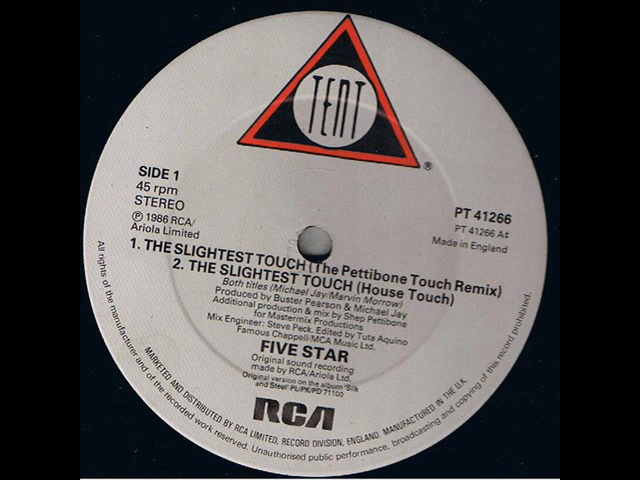 TENT
®
SIDE 1
45 rpm
STEREO
℗ 1986 RCA/
Ariola Limited
PT 41266
PT 41266 A‡
Made in England
1. THE SLIGHTEST TOUCH (The Pettibone Touch Remix)
2. THE SLIGHTEST TOUCH (House Touch)
Both titles (Michael Jay/Marvin Morrow)
Produced by Buster Pearson & Michael Jay
Additional production & mix by Shep Pettibone
for Mastermix Productions
Mix Engineer: Steve Peck. Edited by Tuta Aquino
Famous Chappell/MCA Music Ltd.
FIVE STAR
Original sound recording
made by RCA/Ariola Ltd.
Original version on the album 'Silk
and Steel' PL/PK/PD 71100
RCA
MARKETED AND DISTRIBUTED BY RCA LIMITED, RECORD DIVISION, ENGLAND. MANUFACTURED IN THE U.K.
All rights of the manufacturer and of the owner of the recorded work reserved. Unauthorised public performance, broadcasting and copying of this record prohibited.